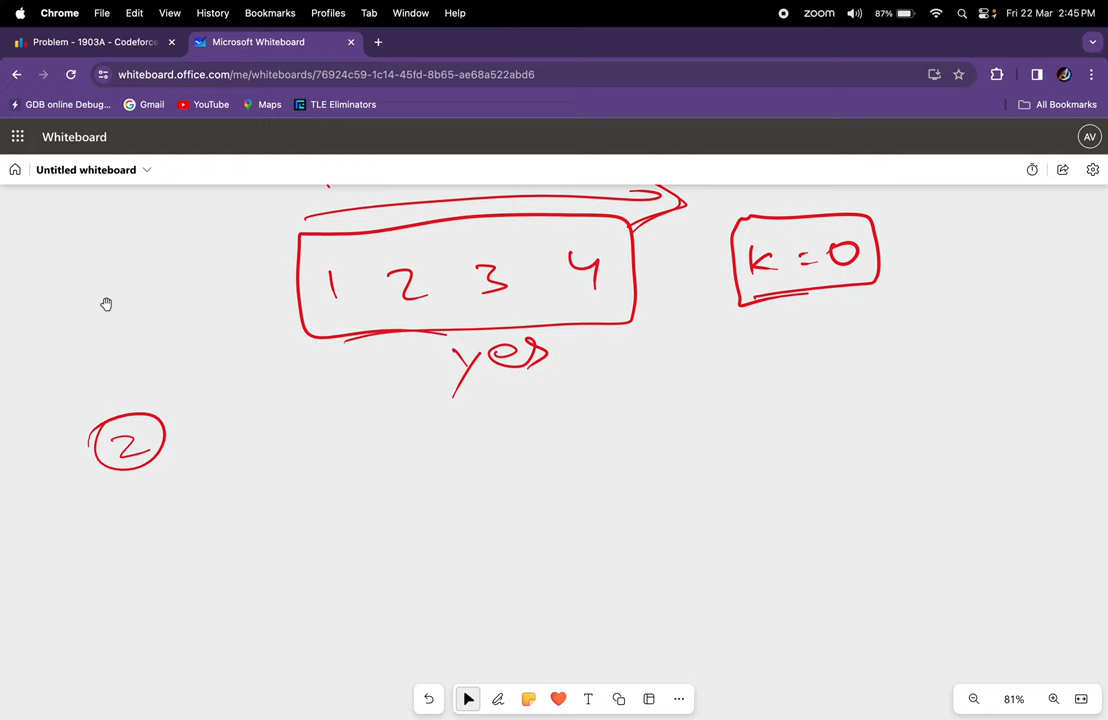 Chrome File Edit View History Bookmarks Profiles Tab Window Help zoom 87% Fri 22 Mar 2:45 PM
Problem - 1903A - Codeforce Microsoft Whiteboard
whiteboard.office.com/me/whiteboards/76924c59-1c14-45fd-8b65-ae68a522abd6
GDB online Debug... Gmail YouTube Maps TLE Eliminators All Bookmarks
Whiteboard AV
Untitled whiteboard
1 2 3 4 k = 0
yes
2
81%